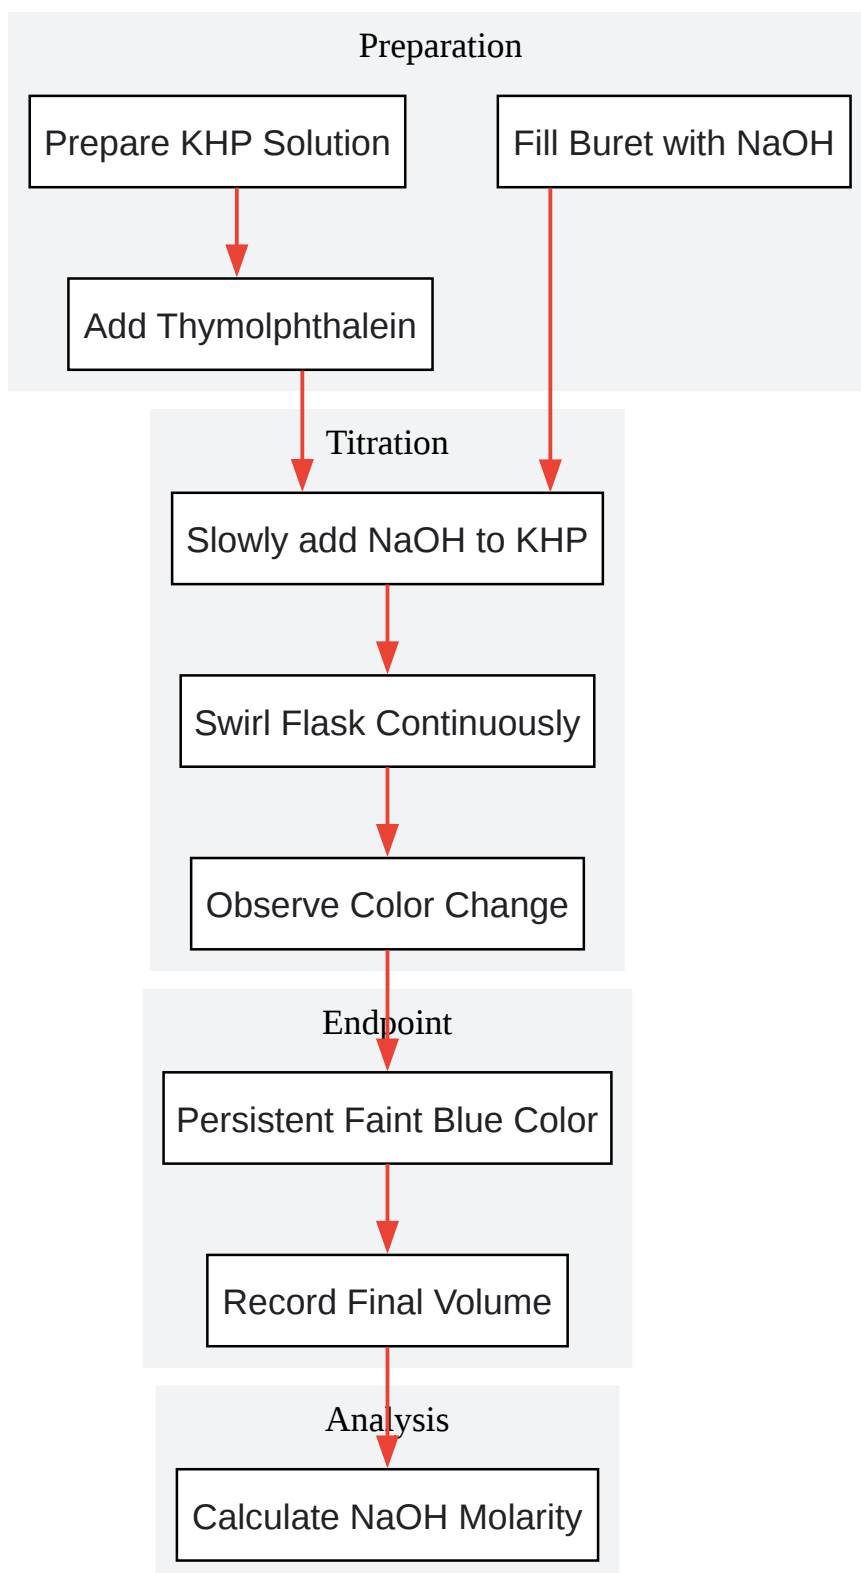 Preparation
Prepare KHP Solution
Fill Buret with NaOH
Add Thymolphthalein
Titration
Slowly add NaOH to KHP
Swirl Flask Continuously
Observe Color Change
Endpoint
Persistent Faint Blue Color
Record Final Volume
Analysis
Calculate NaOH Molarity